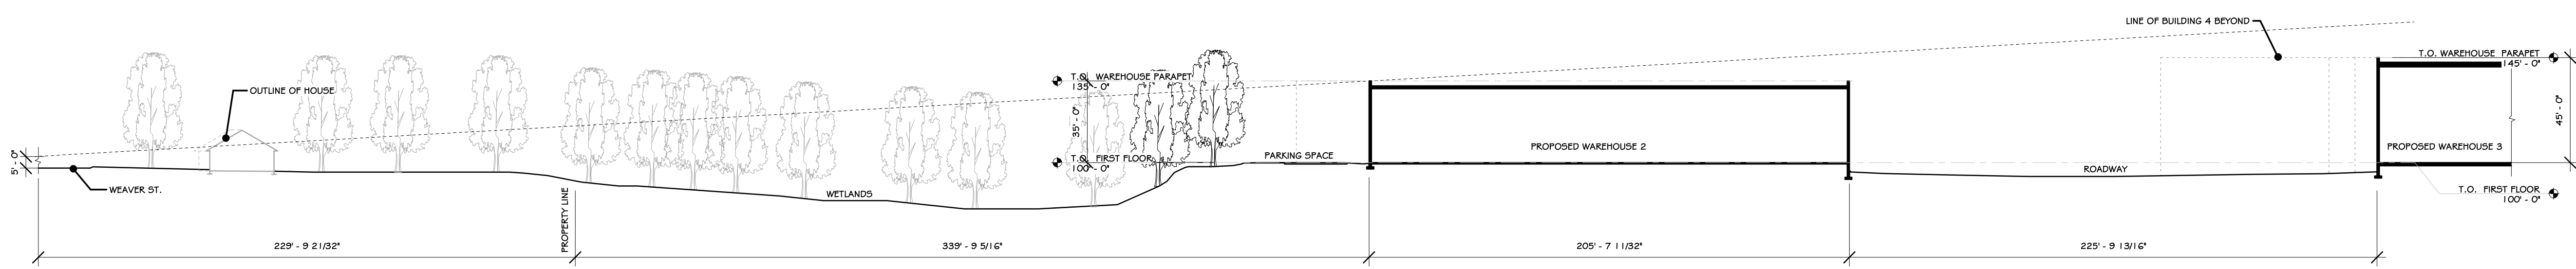 LINE OF BUILDING 4 BEYOND
T.O. WAREHOUSE PARAPET
145' - 0"
T.O. WAREHOUSE PARAPET
135' - 0"
OUTLINE OF HOUSE
35' - 0"
45' - 0"
PROPOSED WAREHOUSE 2
PROPOSED WAREHOUSE 3
5' - 0"
T.O. FIRST FLOOR
100' - 0"
PARKING SPACE
ROADWAY
WEAVER ST.
WETLANDS
T.O. FIRST FLOOR
100' - 0"
PROPERTY LINE
229' - 9 21/32"
339' - 9 5/16"
205' - 7 11/32"
225' - 9 13/16"